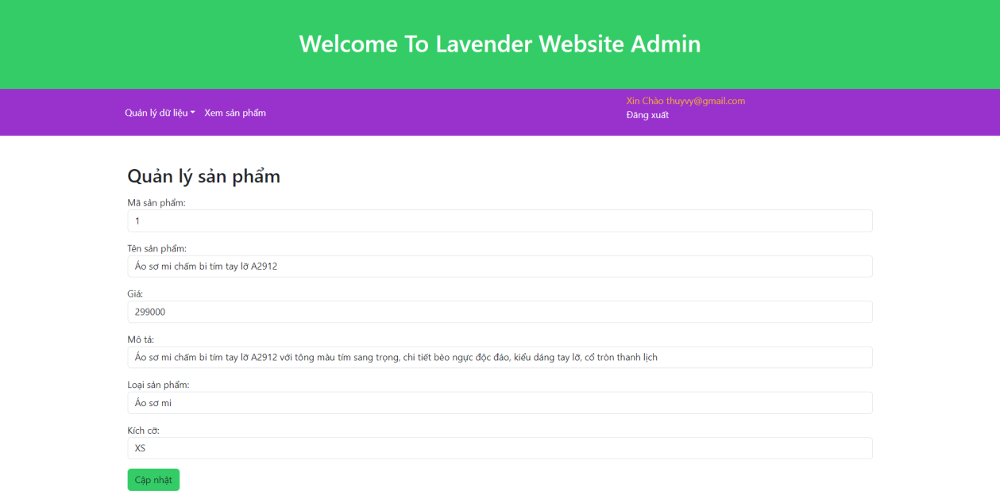 Welcome To Lavender Website Admin
Quản lý dữ liệu Xem sản phẩm
Xin Chào thuyvy@gmail.com
Đăng xuất
Quản lý sản phẩm
Mã sản phẩm:
1
Tên sản phẩm:
Áo sơ mi chấm bi tím tay lỡ A2912
Giá:
299000
Mô tả:
Áo sơ mi chấm bi tím tay lỡ A2912 với tông màu tím sang trọng, chi tiết bèo ngực độc đáo, kiểu dáng tay lỡ, cổ tròn thanh lịch
Loại sản phẩm:
Áo sơ mi
Kích cỡ:
XS
Cập nhật